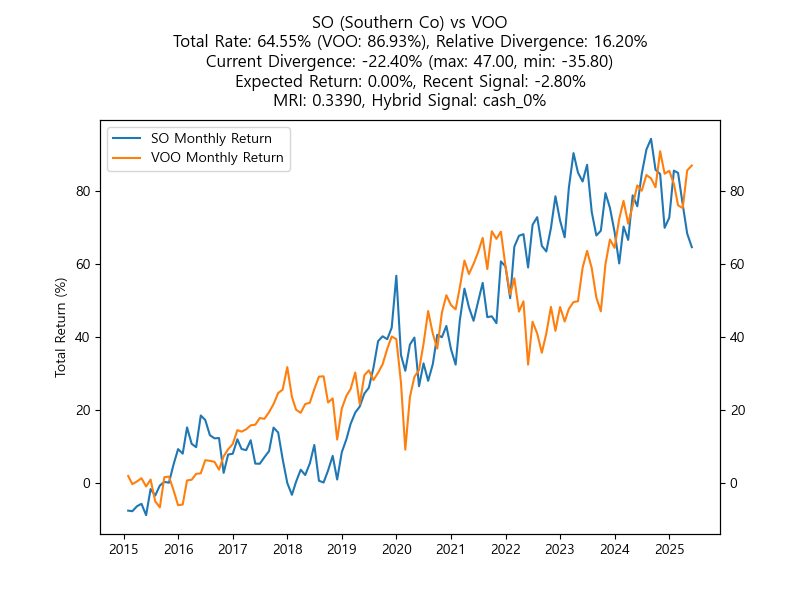 SO (Southern Co) vs VOO
Total Rate: 64.55% (VOO: 86.93%), Relative Divergence: 16.20%
Current Divergence: -22.40% (max: 47.00, min: -35.80)
Expected Return: 0.00%, Recent Signal: -2.80%
MRI: 0.3390, Hybrid Signal: cash_0%
SO Monthly Return
VOO Monthly Return
Total Return (%)
80
60
40
20
0
80
60
40
20
0
2015 2016 2017 2018 2019 2020 2021 2022 2023 2024 2025